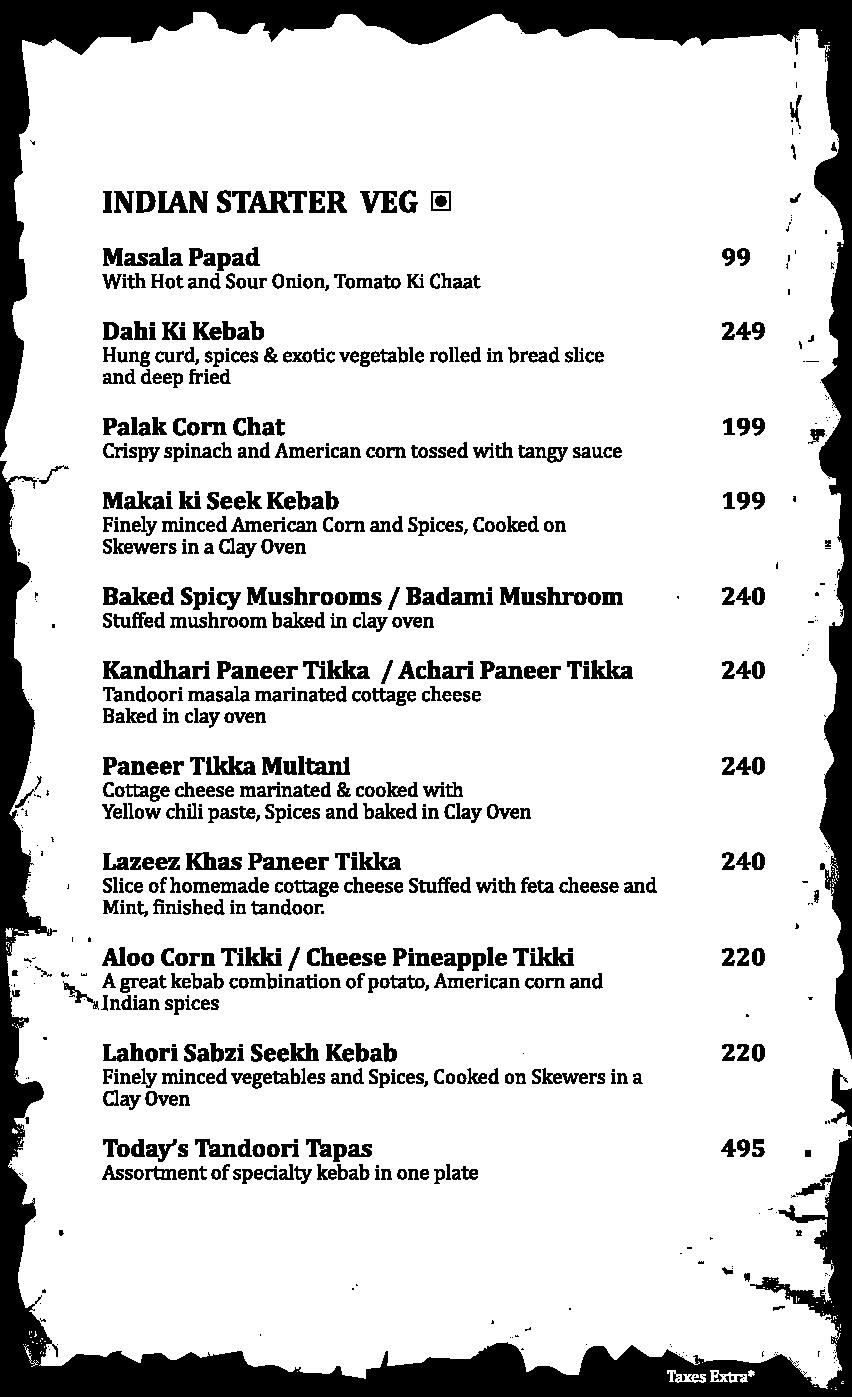 INDIAN STARTER VEG
Masala Papad 99
With Hot and Sour Onion, Tomato Ki Chaat
Dahi Ki Kebab 249
Hung curd, spices & exotic vegetable rolled in bread slice
and deep fried
Palak Corn Chat 199
Crispy spinach and American corn tossed with tangy sauce
Makai ki Seek Kebab 199
Finely minced American Corn and Spices, Cooked on
Skewers in a Clay Oven
Baked Spicy Mushrooms / Badami Mushroom 240
Stuffed mushroom baked in clay oven
Kandhari Paneer Tikka / Achari Paneer Tikka 240
Tandoori masala marinated cottage cheese
Baked in clay oven
Paneer Tikka Multani 240
Cottage cheese marinated & cooked with
Yellow chili paste, Spices and baked in Clay Oven
Lazeez Khas Paneer Tikka 240
Slice of homemade cottage cheese Stuffed with feta cheese and
Mint, finished in tandoor.
Aloo Corn Tikki / Cheese Pineapple Tikki 220
A great kebab combination of potato, American corn and
Indian spices
Lahori Sabzi Seekh Kebab 220
Finely minced vegetables and Spices, Cooked on Skewers in a
Clay Oven
Today's Tandoori Tapas 495
Assortment of specialty kebab in one plate
Taxes Extra*